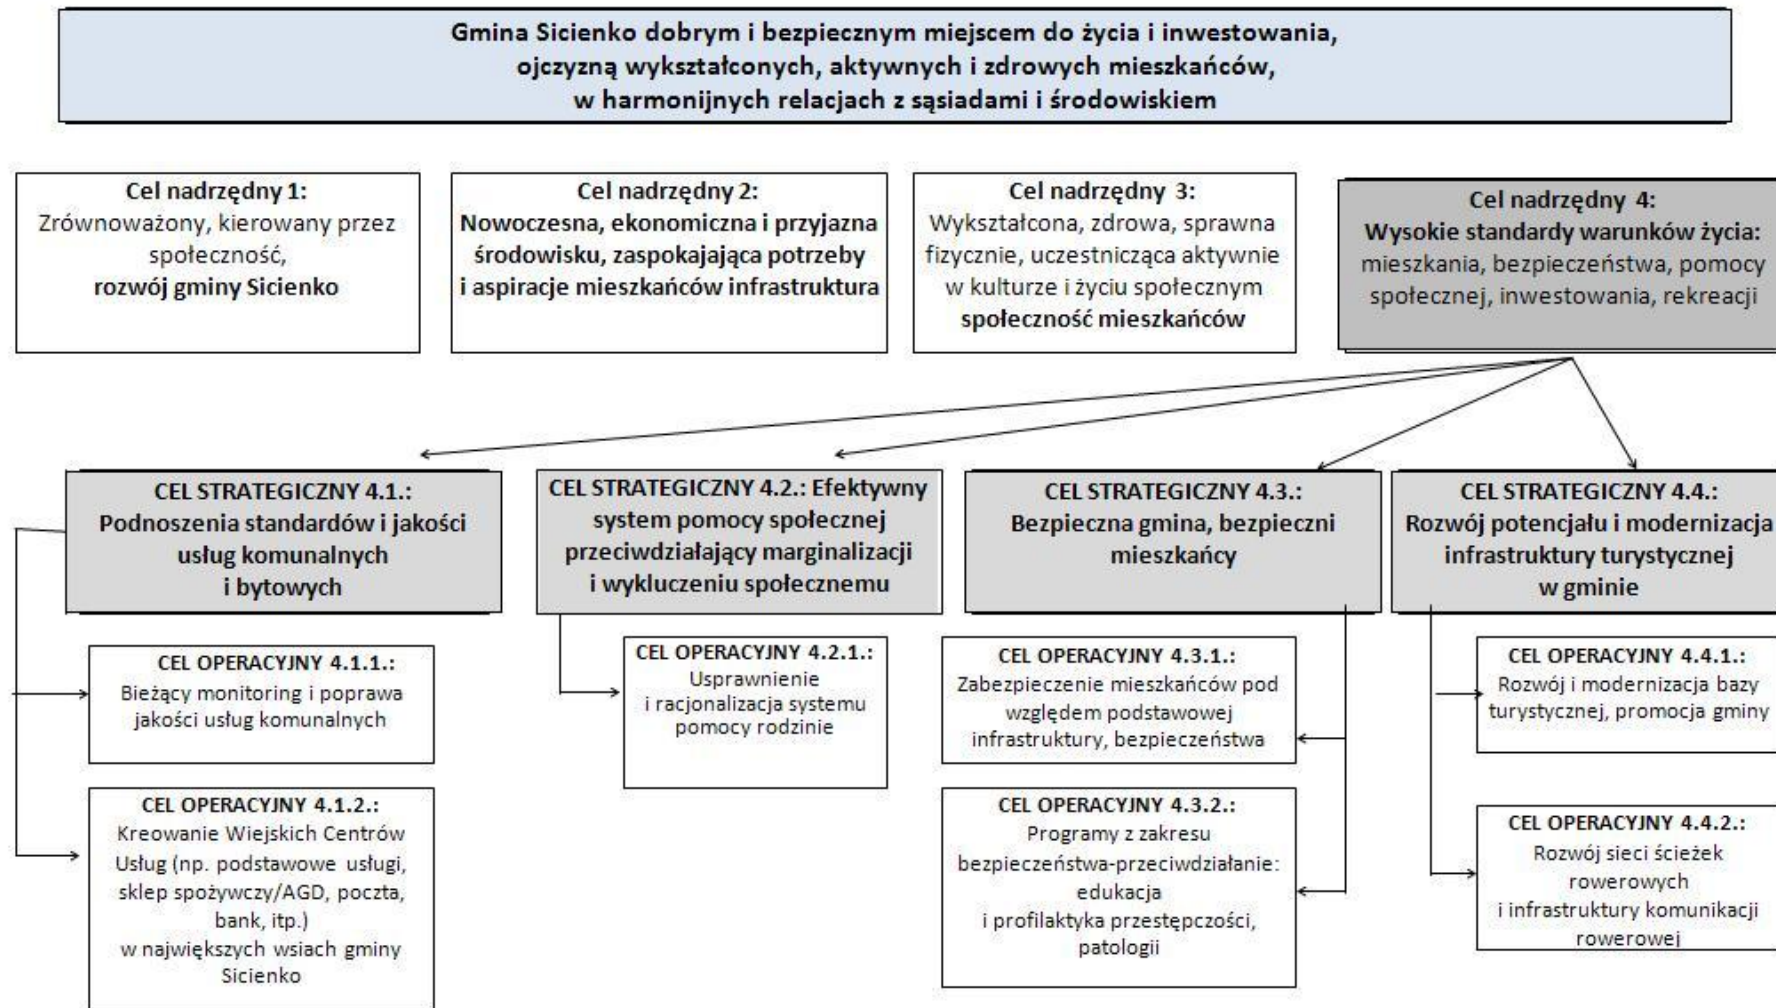 Gmina Sicienko dobrym i bezpiecznym miejscem do życia i inwestowania,
ojczyzną wykształconych, aktywnych i zdrowych mieszkańców,
w harmonijnych relacjach z sąsiadami i środowiskiem
Cel nadrzędny 1:
Zrównoważony, kierowany przez
społeczność,
rozwój gminy Sicienko
Cel nadrzędny 2:
Nowoczesna, ekonomiczna i przyjazna
środowisku, zaspokajająca potrzeby
i aspiracje mieszkańców infrastruktura
Cel nadrzędny 3:
Wykształcona, zdrowa, sprawna
fizycznie, uczestnicząca aktywnie
w kulturze i życiu społecznym
społeczność mieszkańców
Cel nadrzędny 4:
Wysokie standardy warunków życia:
mieszkania, bezpieczeństwa, pomocy
społecznej, inwestowania, rekreacji
CEL STRATEGICZNY 4.1.:
Podnoszenia standardów i jakości
usług komunalnych
i bytowych
CEL STRATEGICZNY 4.2.: Efektywny
system pomocy społecznej
przeciwdziałający marginalizacji
i wykluczeniu społecznemu
CEL STRATEGICZNY 4.3.:
Bezpieczna gmina, bezpieczni
mieszkańcy
CEL STRATEGICZNY 4.4.:
Rozwój potencjału i modernizacja
infrastruktury turystycznej
w gminie
CEL OPERACYJNY 4.1.1.:
Bieżący monitoring i poprawa
jakości usług komunalnych
CEL OPERACYJNY 4.2.1.:
Usprawnienie
i racjonalizacja systemu
pomocy rodzinie
CEL OPERACYJNY 4.3.1.:
Zabezpieczenie mieszkańców pod
względem podstawowej
infrastruktury, bezpieczeństwa
CEL OPERACYJNY 4.4.1.:
Rozwój i modernizacja bazy
turystycznej, promocja gminy
CEL OPERACYJNY 4.1.2.:
Kreowanie Wiejskich Centrów
Usług (np. podstawowe usługi,
sklep spożywczy/AGD, poczta,
bank, itp.)
w największych wsiach gminy
Sicienko
CEL OPERACYJNY 4.3.2.:
Programy z zakresu
bezpieczeństwa-przeciwdziałanie:
edukacja
i profilaktyka przestępczości,
patologii
CEL OPERACYJNY 4.4.2.:
Rozwój sieci ścieżek
rowerowych
i infrastruktury komunikacji
rowerowej